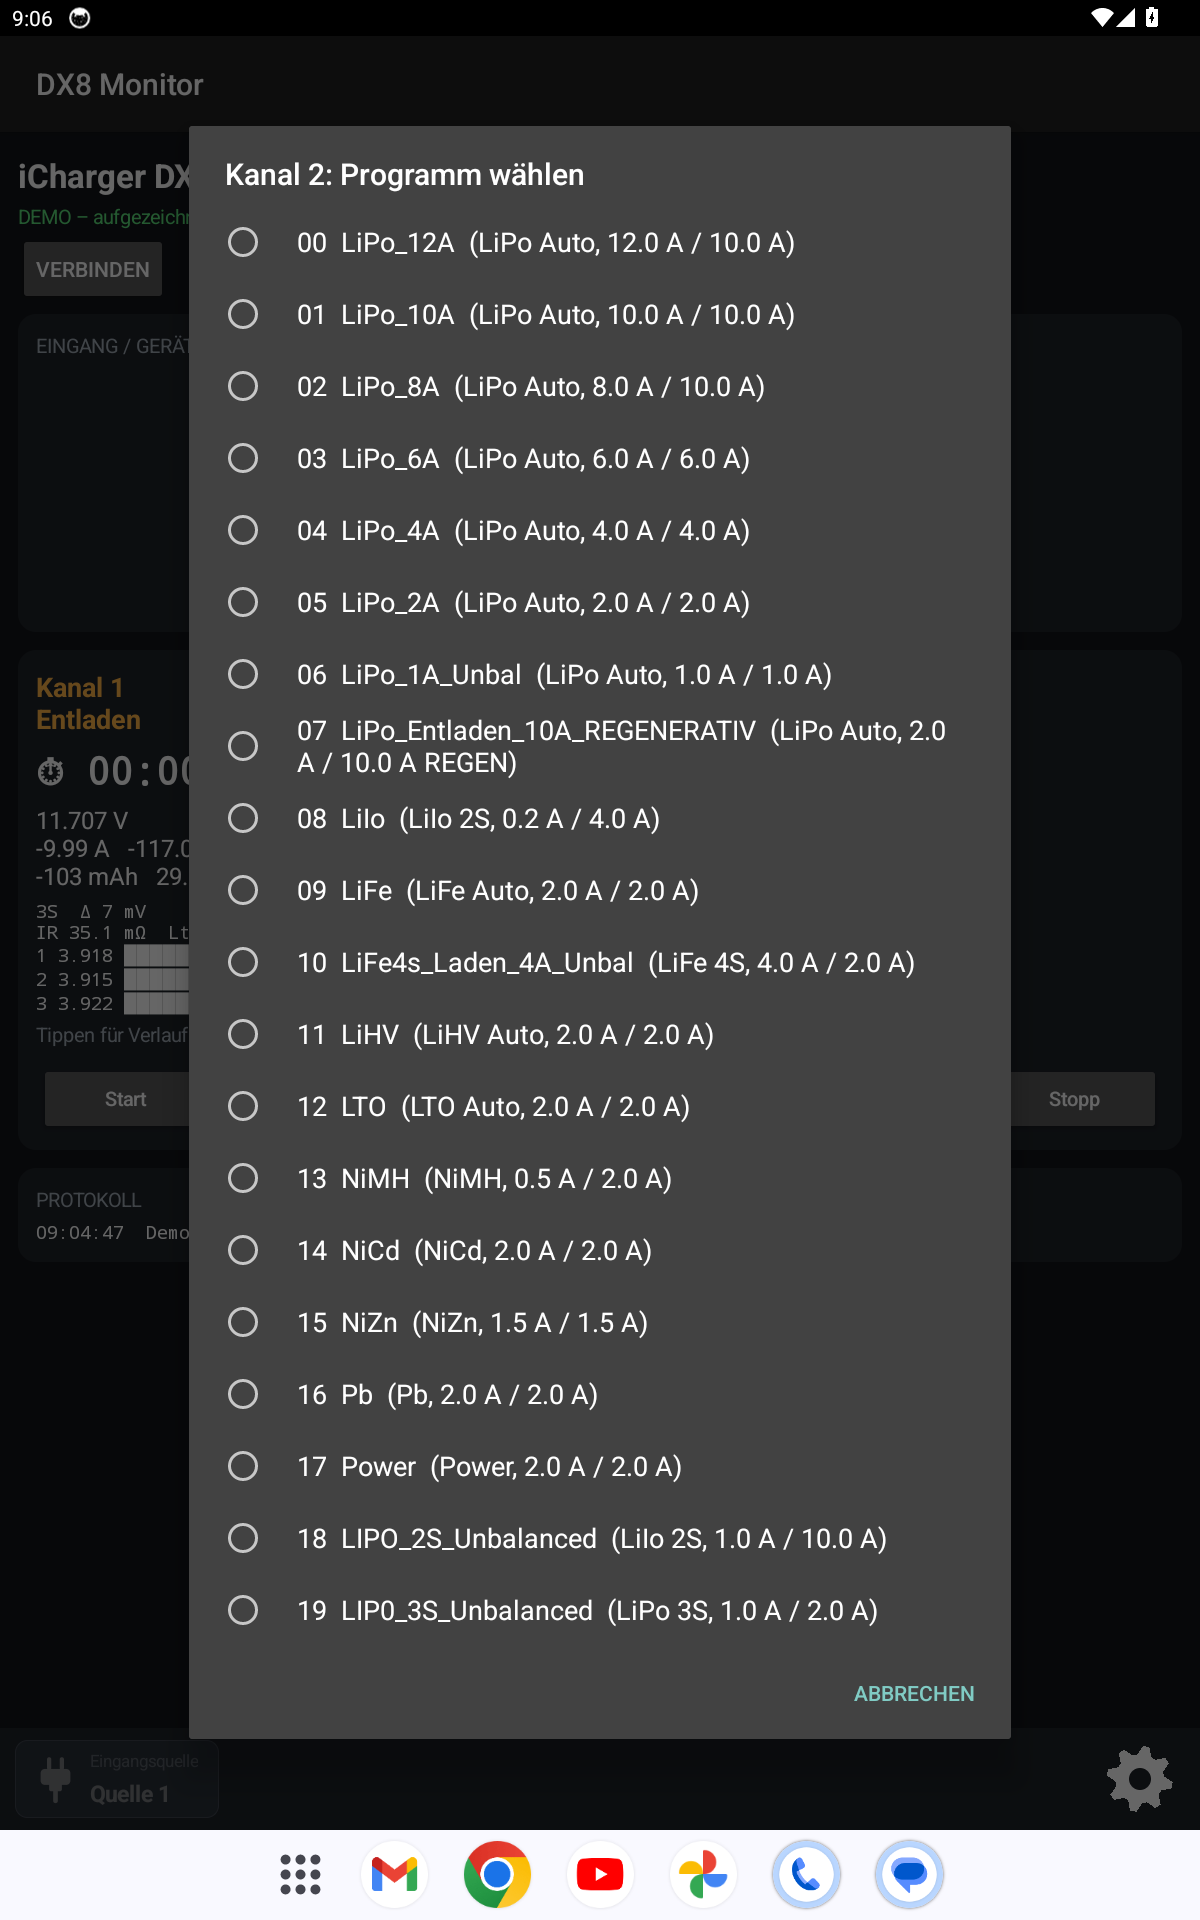 9:06
DX8 Monitor
iCharger DX
DEMO – aufgezeichn
VERBINDEN
EINGANG / GERÄT
Kanal 2: Programm wählen
00 LiPo_12A (LiPo Auto, 12.0 A / 10.0 A)
01 LiPo_10A (LiPo Auto, 10.0 A / 10.0 A)
02 LiPo_8A (LiPo Auto, 8.0 A / 10.0 A)
03 LiPo_6A (LiPo Auto, 6.0 A / 6.0 A)
04 LiPo_4A (LiPo Auto, 4.0 A / 4.0 A)
05 LiPo_2A (LiPo Auto, 2.0 A / 2.0 A)
06 LiPo_1A_Unbal (LiPo Auto, 1.0 A / 1.0 A)
07 LiPo_Entladen_10A_REGENERATIV (LiPo Auto, 2.0
A / 10.0 A REGEN)
08 LiIo (LiIo 2S, 0.2 A / 4.0 A)
09 LiFe (LiFe Auto, 2.0 A / 2.0 A)
10 LiFe4s_Laden_4A_Unbal (LiFe 4S, 4.0 A / 2.0 A)
11 LiHV (LiHV Auto, 2.0 A / 2.0 A)
12 LTO (LTO Auto, 2.0 A / 2.0 A)
13 NiMH (NiMH, 0.5 A / 2.0 A)
14 NiCd (NiCd, 2.0 A / 2.0 A)
15 NiZn (NiZn, 1.5 A / 1.5 A)
16 Pb (Pb, 2.0 A / 2.0 A)
17 Power (Power, 2.0 A / 2.0 A)
18 LIPO_2S_Unbalanced (LiIo 2S, 1.0 A / 10.0 A)
19 LIP0_3S_Unbalanced (LiPo 3S, 1.0 A / 2.0 A)
ABBRECHEN
Kanal 1
Entladen
00:00
11.707 V
-9.99 A -117.0
-103 mAh 29.
3S Δ 7 mV
IR 35.1 mΩ Lt
1 3.918
2 3.915
3 3.922
Tippen für Verlauf
Start
Stopp
PROTOKOLL
09:04:47 Demo
Eingangsquelle
Quelle 1